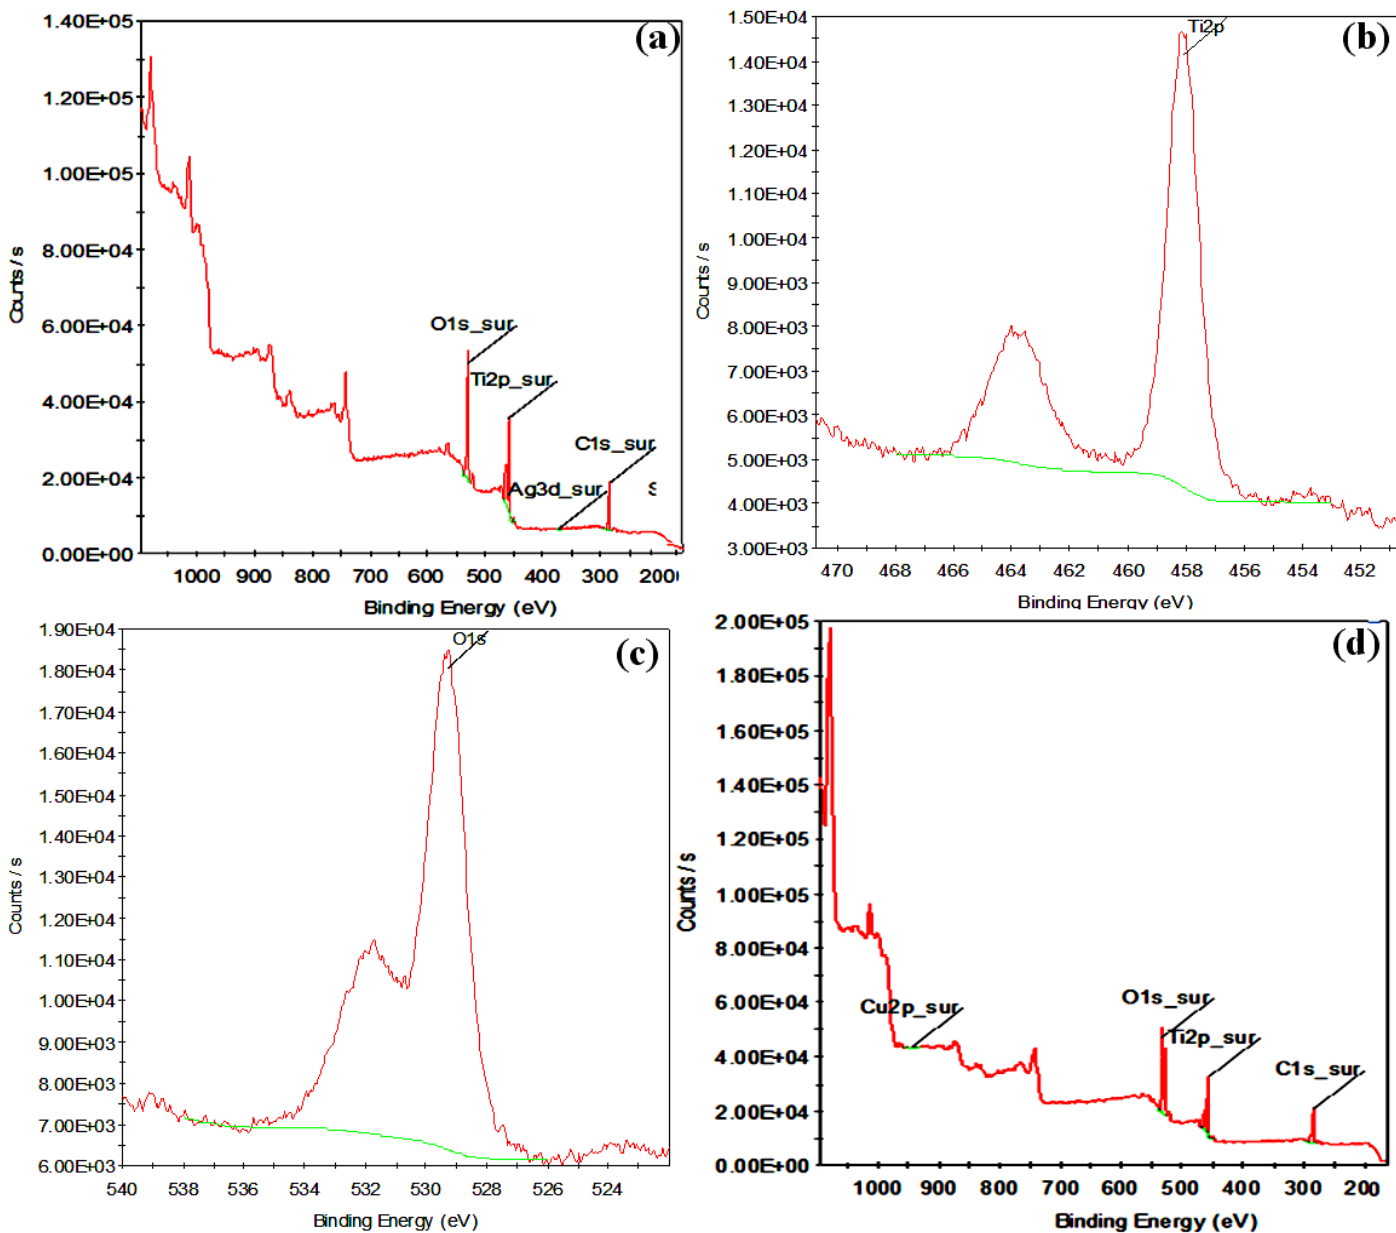 1.40E+05
(a)
1.20E+05
1.00E+05
8.00E+04
6.00E+04
4.00E+04
2.00E+04
0.00E+00
Counts / s
O1s_sur
Ti2p_sur
C1s_sur
Ag3d_sur
S
1000 900 800 700 600 500 400 300 200
Binding Energy (eV)
1.50E+04
Ti2p
(b)
1.40E+04
1.30E+04
1.20E+04
1.10E+04
1.00E+04
9.00E+03
8.00E+03
7.00E+03
6.00E+03
5.00E+03
4.00E+03
3.00E+03
Counts / s
470 468 466 464 462 460 458 456 454 452
Binding Energy (eV)
1.90E+04
O1s
(c)
1.80E+04
1.70E+04
1.60E+04
1.50E+04
1.40E+04
1.30E+04
1.20E+04
1.10E+04
1.00E+04
9.00E+03
8.00E+03
7.00E+03
6.00E+03
Counts / s
540 538 536 534 532 530 528 526 524
Binding Energy (eV)
2.00E+05
(d)
1.80E+05
1.60E+05
1.40E+05
1.20E+05
1.00E+05
8.00E+04
6.00E+04
4.00E+04
2.00E+04
0.00E+00
Counts / s
Cu2p_sur
O1s_sur
Ti2p_sur
C1s_sur
1000 900 800 700 600 500 400 300 200
Binding Energy (eV)